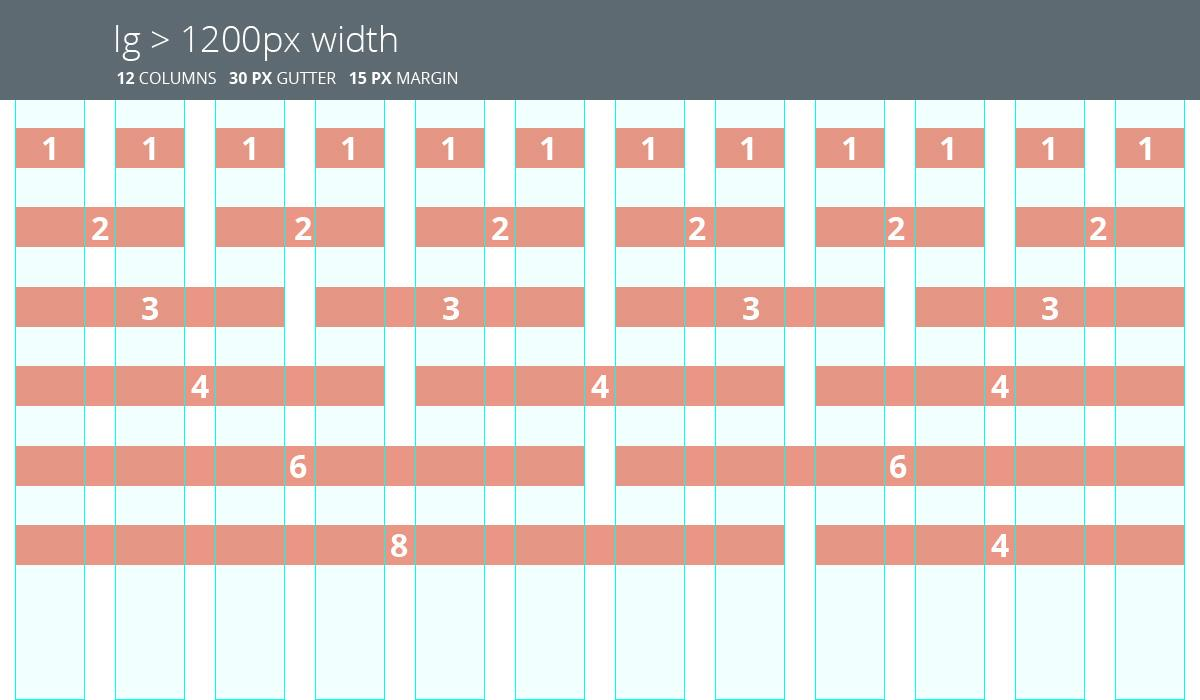 lg > 1200px width
12 COLUMNS 30 PX GUTTER 15 PX MARGIN
1 1 1 1 1 1 1 1 1 1 1 1
2 2 2 2 2 2
3 3 3 3
4 4 4
6 6
8 4